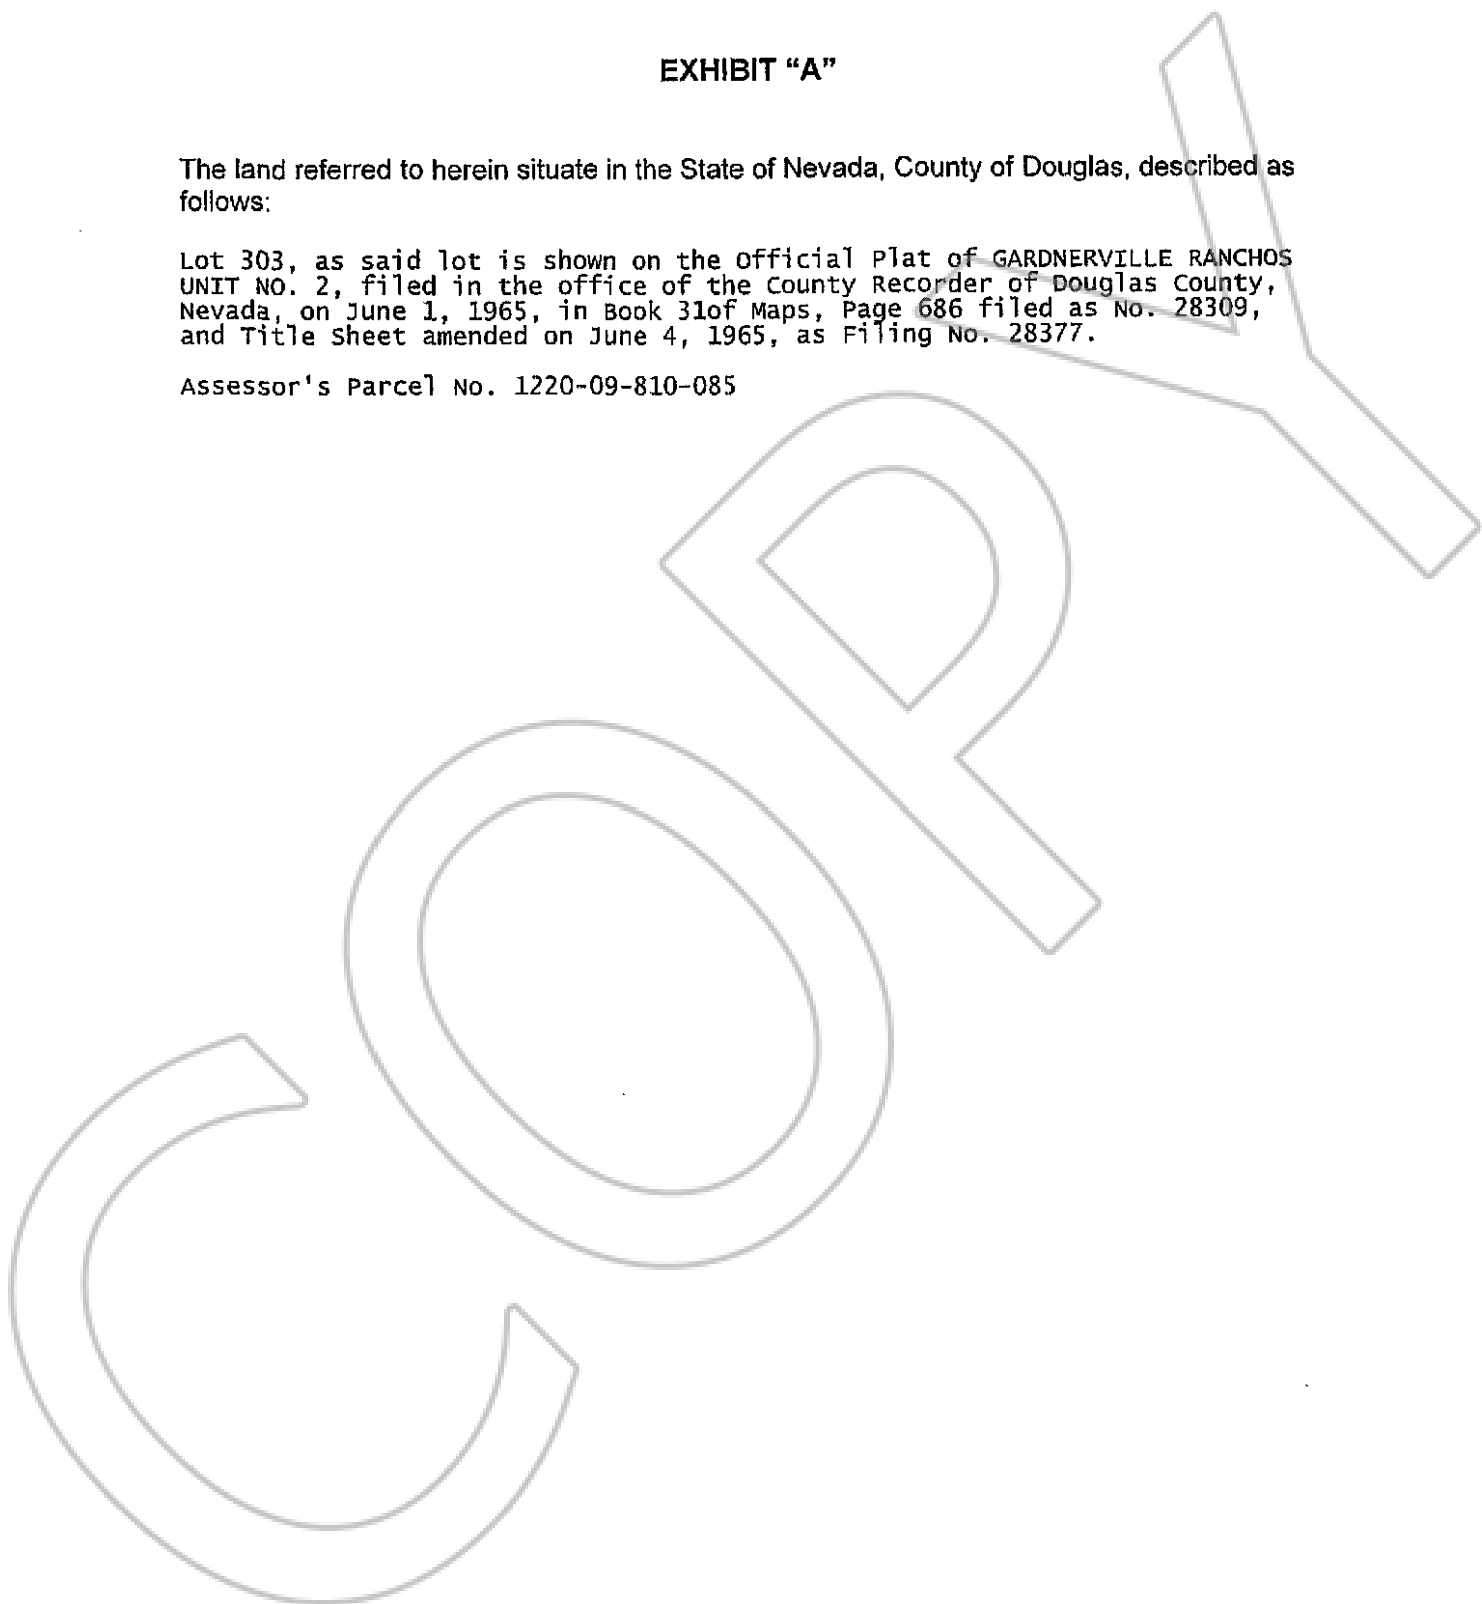 EXHIBIT “A”
The land referred to herein situate in the State of Nevada, County of Douglas, described as
follows:
Lot 303, as said lot is shown on the Official Plat of GARDNERVILLE RANCHOS
UNIT NO. 2, filed in the office of the County Recorder of Douglas County,
Nevada, on June 1, 1965, in Book 31of Maps, Page 686 filed as No. 28309,
and Title Sheet amended on June 4, 1965, as Filing No. 28377.
Assessor's Parcel No. 1220-09-810-085
COPY